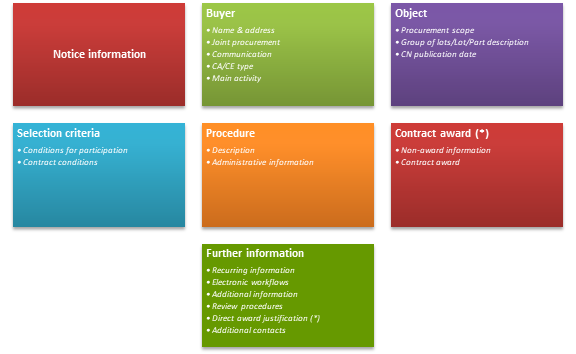 Notice information
Buyer
• Name & address
• Joint procurement
• Communication
• CA/CE type
• Main activity
Object
• Procurement scope
• Group of lots/Lot/Part description
• CN publication date
Selection criteria
• Conditions for participation
• Contract conditions
Procedure
• Description
• Administrative information
Contract award (*)
• Non-award information
• Contract award
Further information
• Recurring information
• Electronic workflows
• Additional information
• Review procedures
• Direct award justification (*)
• Additional contacts